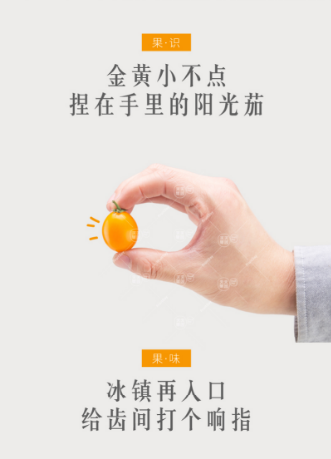 果·识
金黄小不点
捏在手里的阳光茄
果·味
冰镇再入口
给齿间打个响指